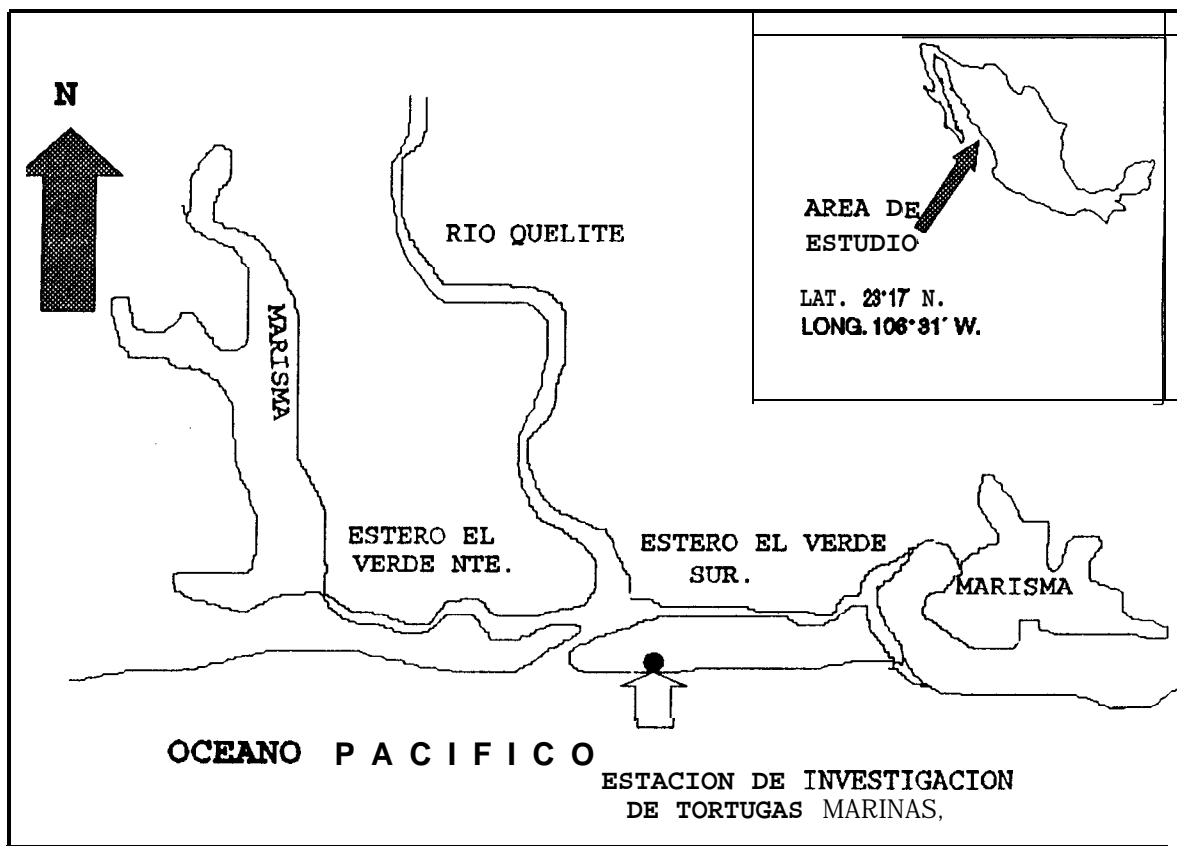 N
RIO QUELITE
MARISMA
ESTERO EL
VERDE NTE.
ESTERO EL VERDE
SUR.
MARISMA
OCEANO PACIFICO
ESTACION DE INVESTIGACION
DE TORTUGAS MARINAS,
AREA DE
ESTUDIO
LAT. 23°17 N.
LONG. 106°31' W.